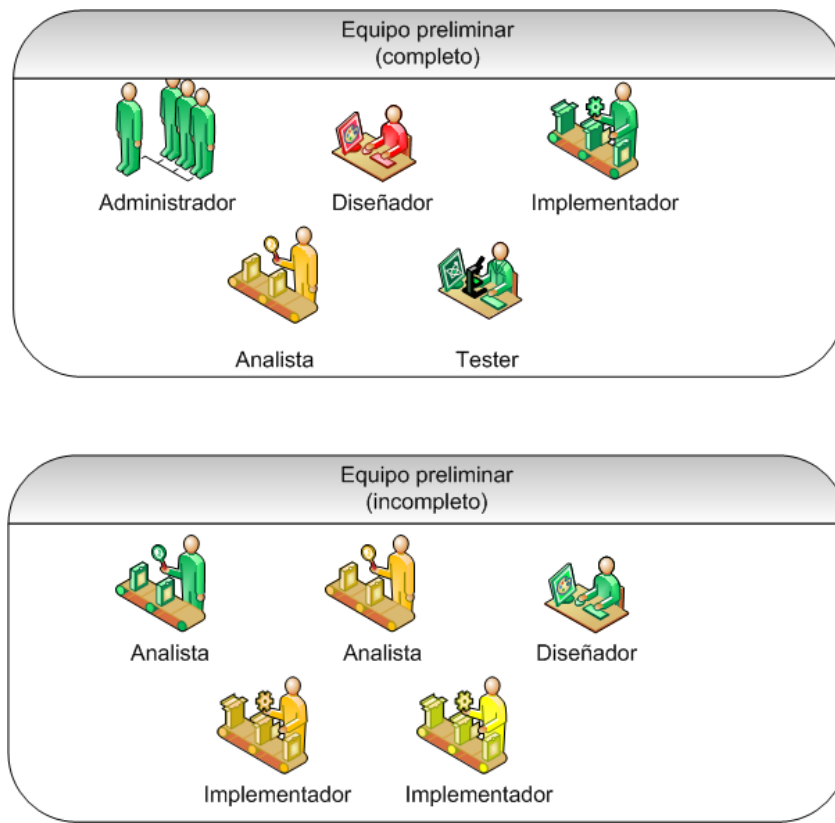 Equipo preliminar
(completo)
Administrador
Diseñador
Implementador
Analista
Tester
Equipo preliminar
(incompleto)
Analista
Analista
Diseñador
Implementador
Implementador